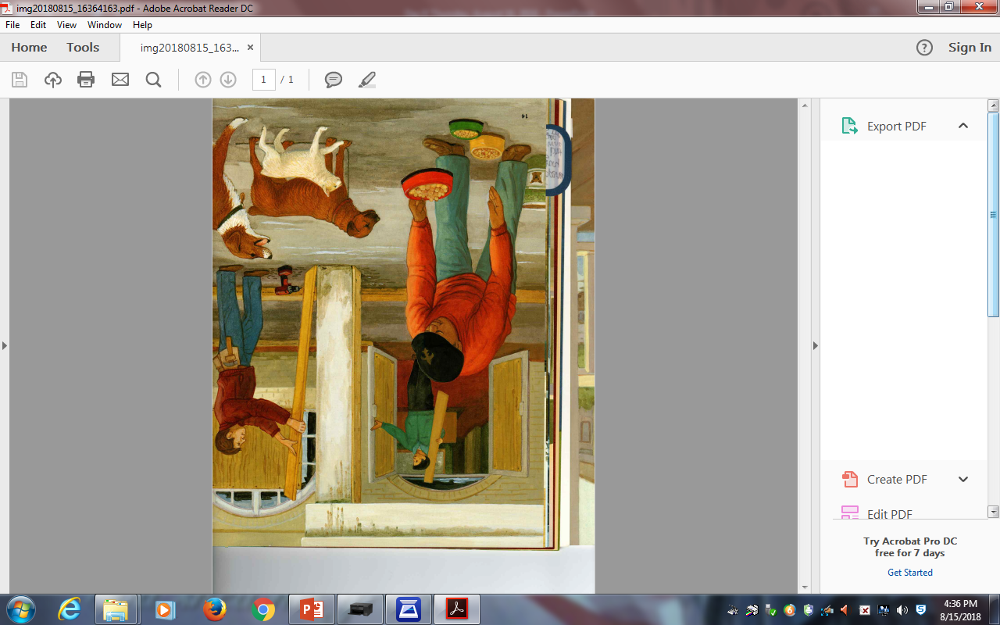 img20180815_16364163.pdf - Adobe Acrobat Reader DC
File Edit View Window Help
Home Tools img20180815_163... × ? Sign In
1 / 1
14
Export PDF
Create PDF
Edit PDF
Try Acrobat Pro DC
free for 7 days
Get Started
4:36 PM
8/15/2018